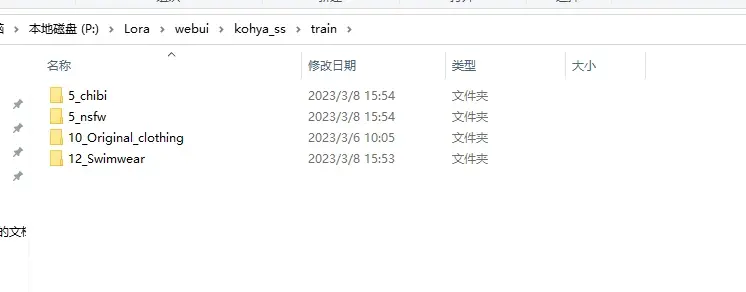 本地磁盘 (P:) > Lora > webui > kohya_ss > train >
名称 修改日期 类型 大小
5_chibi 2023/3/8 15:54 文件夹
5_nsfw 2023/3/8 15:54 文件夹
10_Original_clothing 2023/3/6 10:05 文件夹
12_Swimwear 2023/3/8 15:53 文件夹
的文档